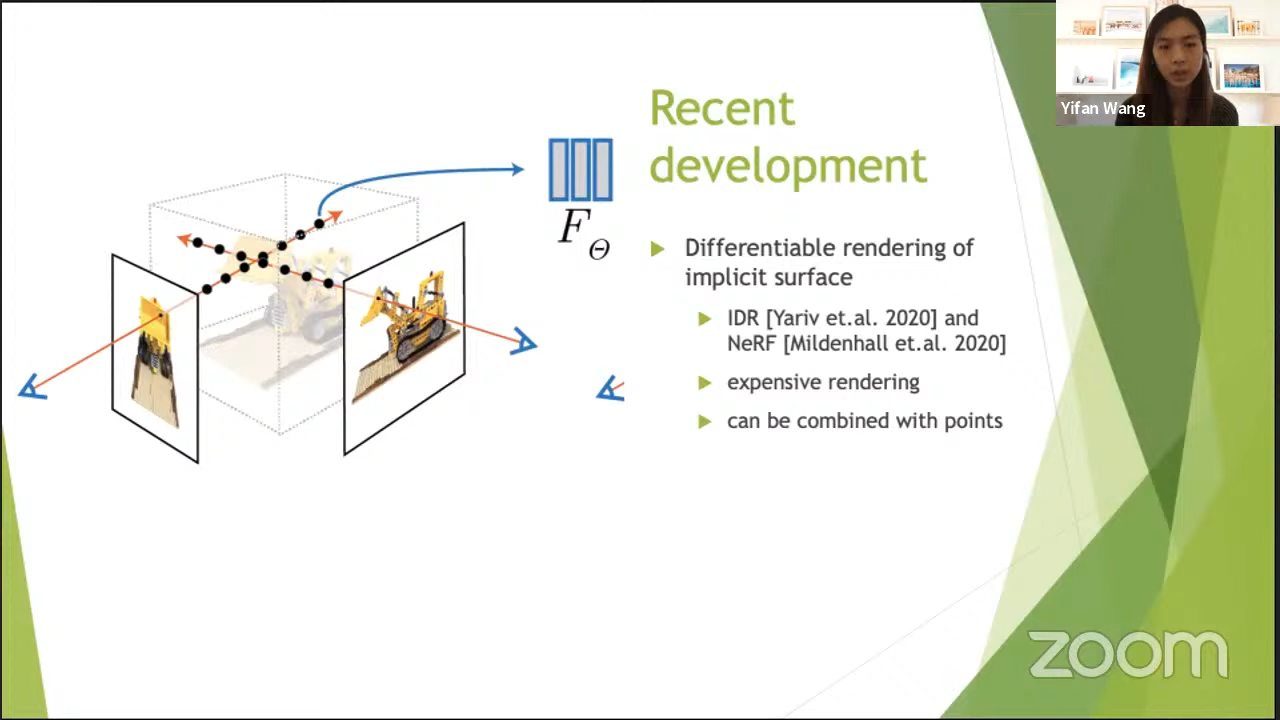 Yifan Wang
Recent
development
F
Θ
Differentiable rendering of
implicit surface
IDR [Yariv et.al. 2020] and
NeRF [Mildenhall et.al. 2020]
expensive rendering
can be combined with points
zoom